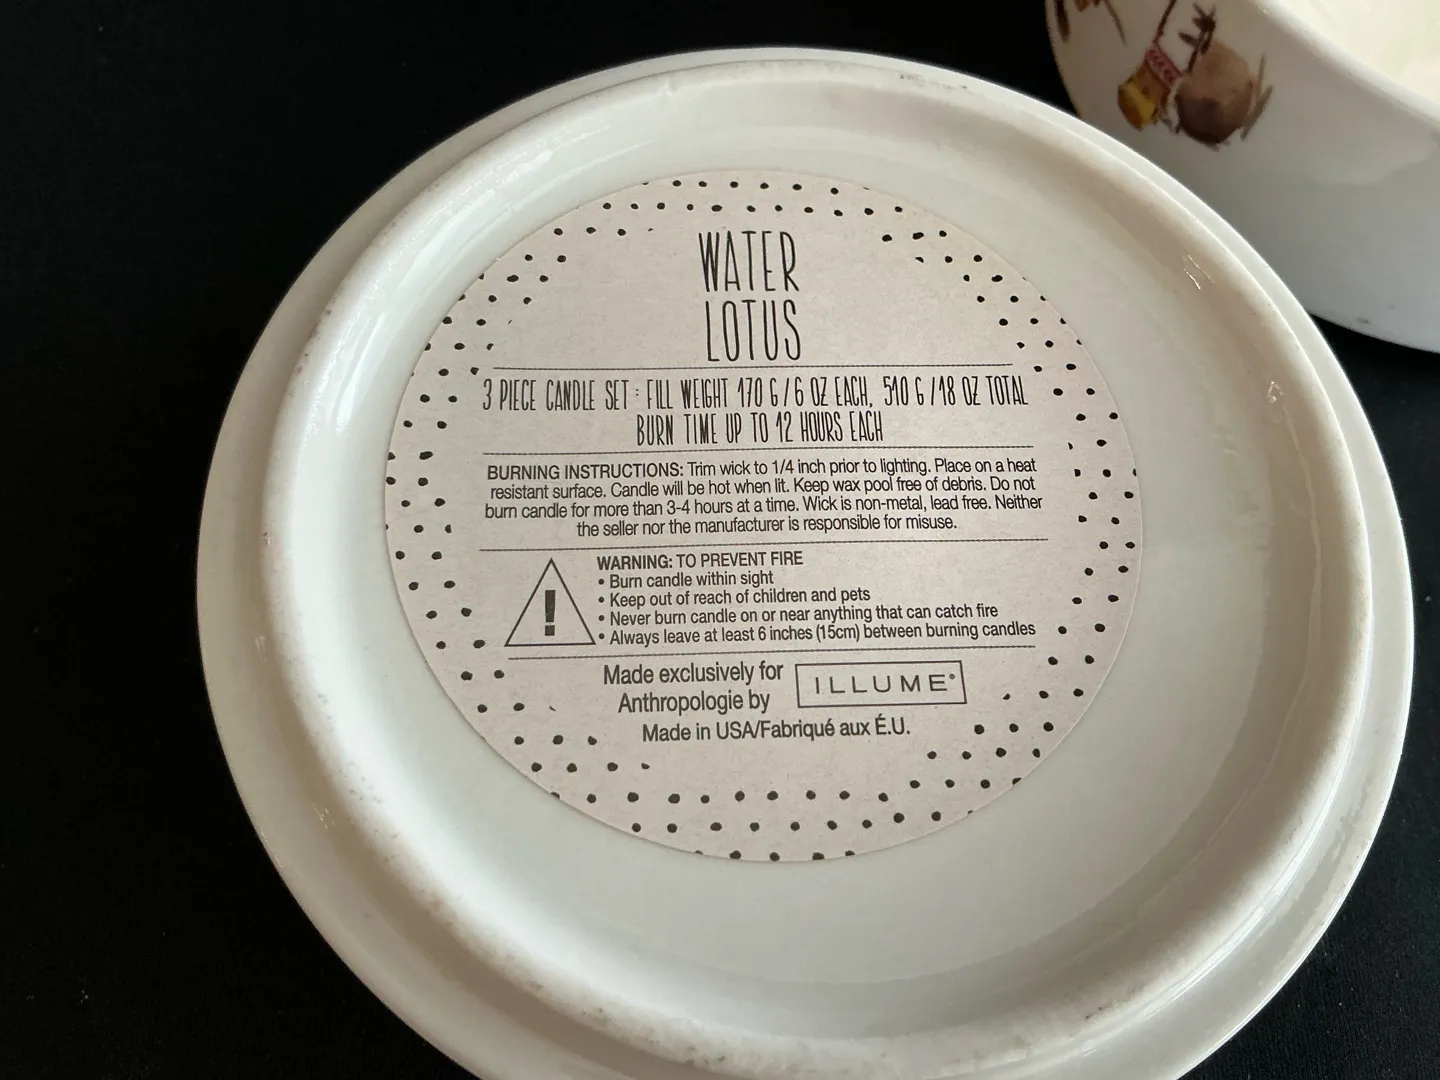 WATER
LOTUS
3 PIECE CANDLE SET : FILL WEIGHT 170 G / 6 OZ EACH, 510 G / 18 OZ TOTAL
BURN TIME UP TO 12 HOURS EACH
BURNING INSTRUCTIONS: Trim wick to 1/4 inch prior to lighting. Place on a heat
resistant surface. Candle will be hot when lit. Keep wax pool free of debris. Do not
burn candle for more than 3-4 hours at a time. Wick is non-metal, lead free. Neither
the seller nor the manufacturer is responsible for misuse.
WARNING: TO PREVENT FIRE
• Burn candle within sight
• Keep out of reach of children and pets
• Never burn candle on or near anything that can catch fire
• Always leave at least 6 inches (15cm) between burning candles
Made exclusively for
Anthropologie by
ILLUME®
Made in USA/Fabriqué aux É.U.